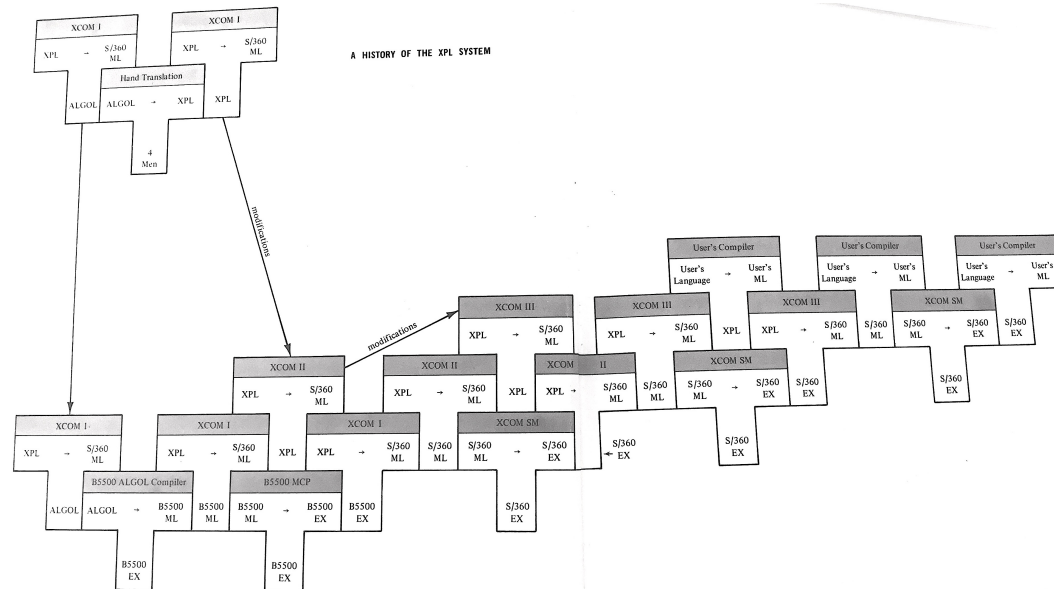 XCOM I
XCOM I
XPL → S/360 ML
XPL → S/360 ML
A HISTORY OF THE XPL SYSTEM
Hand Translation
ALGOL
ALGOL → XPL
XPL
4
Men
modifications
User's Compiler
User's Compiler
User's Compiler
User's Language → User's ML
User's Language → User's ML
User's Language → User's ML
XCOM III
XCOM III
XCOM III
XCOM SM
modifications
XPL → S/360 ML
XPL → S/360 ML
XPL
XPL → S/360 ML
S/360 ML
S/360 ML → S/360 EX
S/360 EX
XCOM II
XCOM II
XCOM II
XCOM SM
XPL → S/360 ML
XPL → S/360 ML
XPL
XPL → S/360 ML
S/360 ML
S/360 ML → S/360 EX
S/360 EX
S/360 EX
XCOM I
XCOM I
XCOM I
XCOM SM
XPL → S/360 ML
XPL → S/360 ML
XPL
XPL → S/360 ML
S/360 ML
S/360 ML → S/360 EX
← S/360 EX
S/360 EX
B5500 ALGOL Compiler
B5500 MCP
ALGOL
ALGOL → B5500 ML
B5500 ML
B5500 ML → B5500 EX
B5500 EX
S/360 EX
B5500 EX
B5500 EX